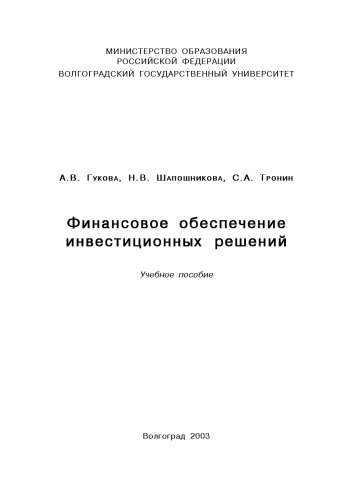 МИНИСТЕРСТВО ОБРАЗОВАНИЯ
РОССИЙСКОЙ ФЕДЕРАЦИИ
ВОЛГОГРАДСКИЙ ГОСУДАРСТВЕННЫЙ УНИВЕРСИТЕТ
А.В. Гукова, Н.В. Шапошникова, С.А. Тронин
Финансовое обеспечение
инвестиционных решений
Учебное пособие
Волгоград 2003